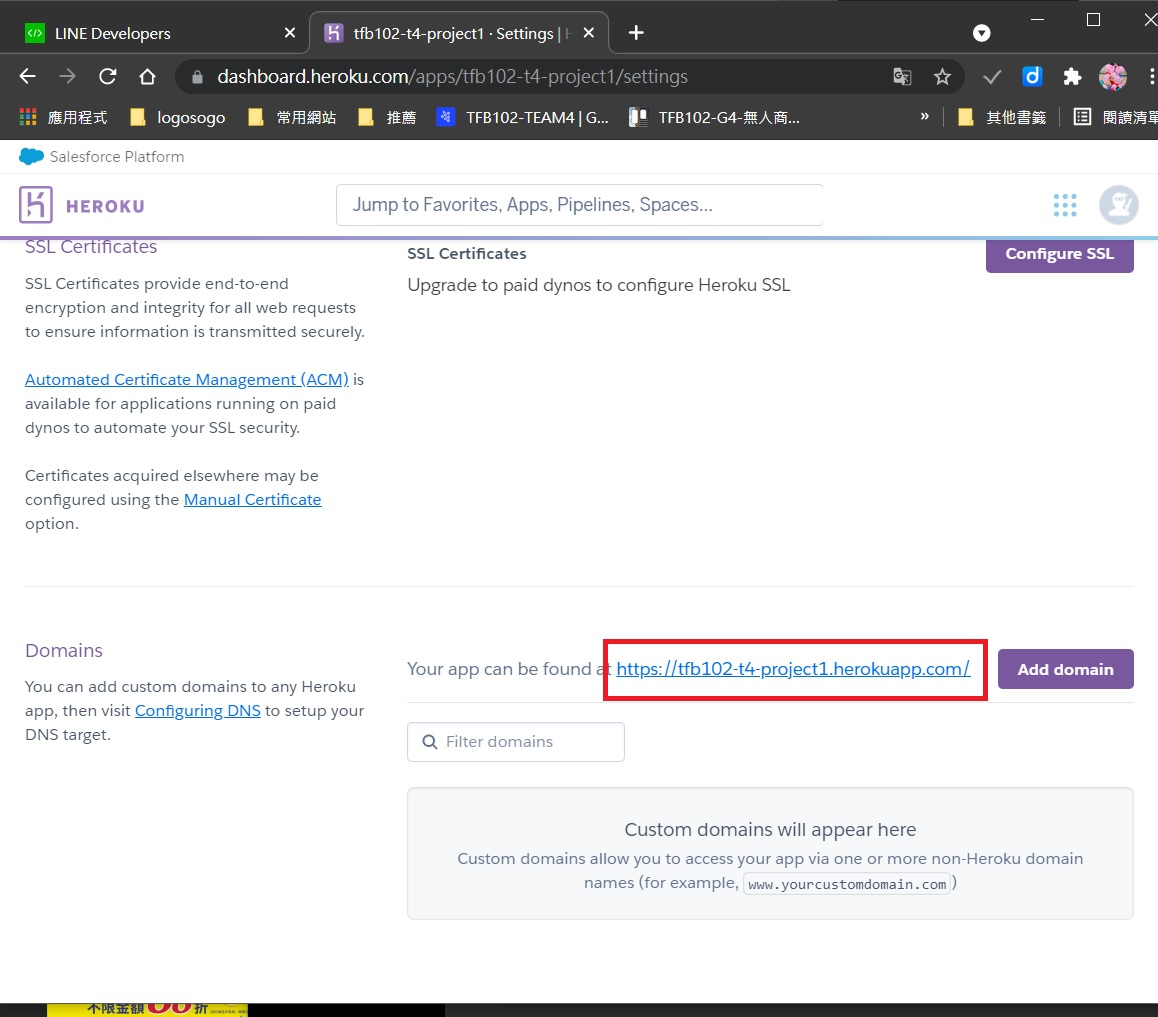 LINE Developers
tfb102-t4-project1 · Settings |
dashboard.heroku.com/apps/tfb102-t4-project1/settings
應用程式 logosogo 常用網站 推薦 TFB102-TEAM4 | G... TFB102-G4-無人商... » 其他書籤 閱讀清單
Salesforce Platform
HEROKU
Jump to Favorites, Apps, Pipelines, Spaces...
SSL Certificates
SSL Certificates provide end-to-end
encryption and integrity for all web requests
to ensure information is transmitted securely.
Automated Certificate Management (ACM) is
available for applications running on paid
dynos to automate your SSL security.
Certificates acquired elsewhere may be
configured using the Manual Certificate
option.
SSL Certificates
Upgrade to paid dynos to configure Heroku SSL
Configure SSL
Domains
You can add custom domains to any Heroku
app, then visit Configuring DNS to setup your
DNS target.
Your app can be found at https://tfb102-t4-project1.herokuapp.com/
Add domain
Filter domains
Custom domains will appear here
Custom domains allow you to access your app via one or more non-Heroku domain
names (for example, www.yourcustomdomain.com)
不限金額 折